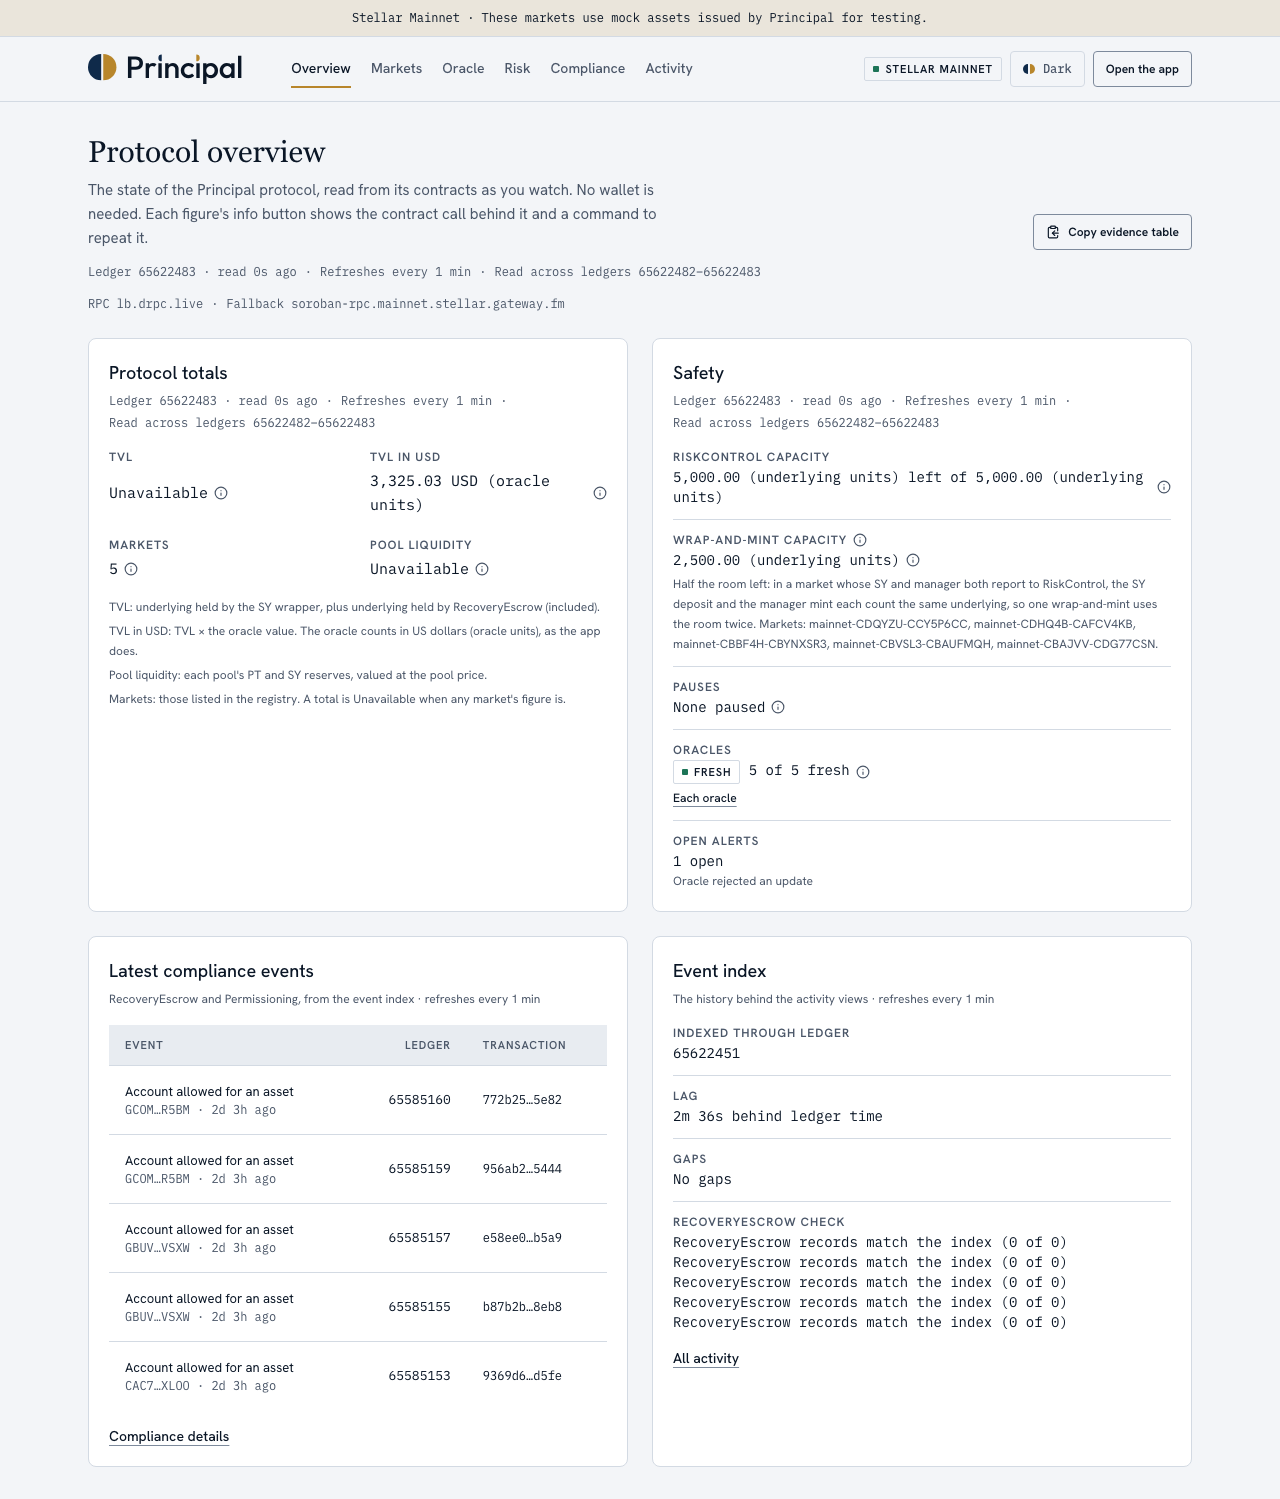 Stellar Mainnet · These markets use mock assets issued by Principal for testing.
Principal
Overview
Markets
Oracle
Risk
Compliance
Activity
STELLAR MAINNET
Dark
Open the app
Protocol overview
The state of the Principal protocol, read from its contracts as you watch. No wallet is
needed. Each figure's info button shows the contract call behind it and a command to
repeat it.
Copy evidence table
Ledger 65622483 · read 0s ago · Refreshes every 1 min · Read across ledgers 65622482–65622483
RPC lb.drpc.live · Fallback soroban-rpc.mainnet.stellar.gateway.fm
Protocol totals
Ledger 65622483 · read 0s ago · Refreshes every 1 min ·
Read across ledgers 65622482–65622483
TVL
Unavailable
TVL IN USD
3,325.03 USD (oracle
units)
MARKETS
5
POOL LIQUIDITY
Unavailable
TVL: underlying held by the SY wrapper, plus underlying held by RecoveryEscrow (included).
TVL in USD: TVL × the oracle value. The oracle counts in US dollars (oracle units), as the app
does.
Pool liquidity: each pool's PT and SY reserves, valued at the pool price.
Markets: those listed in the registry. A total is Unavailable when any market's figure is.
Safety
Ledger 65622483 · read 0s ago · Refreshes every 1 min ·
Read across ledgers 65622482–65622483
RISKCONTROL CAPACITY
5,000.00 (underlying units) left of 5,000.00 (underlying
units)
WRAP-AND-MINT CAPACITY
2,500.00 (underlying units)
Half the room left: in a market whose SY and manager both report to RiskControl, the SY
deposit and the manager mint each count the same underlying, so one wrap-and-mint uses
the room twice. Markets: mainnet-CDQYZU-CCY5P6CC, mainnet-CDHQ4B-CAFCV4KB,
mainnet-CBBF4H-CBYNXSR3, mainnet-CBVSL3-CBAUFMQH, mainnet-CBAJVV-CDG77CSN.
PAUSES
None paused
ORACLES
FRESH
5 of 5 fresh
Each oracle
OPEN ALERTS
1 open
Oracle rejected an update
Latest compliance events
RecoveryEscrow and Permissioning, from the event index · refreshes every 1 min
EVENT
LEDGER
TRANSACTION
Account allowed for an asset
GCOM…R5BM · 2d 3h ago
65585160
772b25…5e82
Account allowed for an asset
GCOM…R5BM · 2d 3h ago
65585159
956ab2…5444
Account allowed for an asset
GBUV…VSXW · 2d 3h ago
65585157
e58ee0…b5a9
Account allowed for an asset
GBUV…VSXW · 2d 3h ago
65585155
b87b2b…8eb8
Account allowed for an asset
CAC7…XLOO · 2d 3h ago
65585153
9369d6…d5fe
Compliance details
Event index
The history behind the activity views · refreshes every 1 min
INDEXED THROUGH LEDGER
65622451
LAG
2m 36s behind ledger time
GAPS
No gaps
RECOVERYESCROW CHECK
RecoveryEscrow records match the index (0 of 0)
RecoveryEscrow records match the index (0 of 0)
RecoveryEscrow records match the index (0 of 0)
RecoveryEscrow records match the index (0 of 0)
RecoveryEscrow records match the index (0 of 0)
All activity